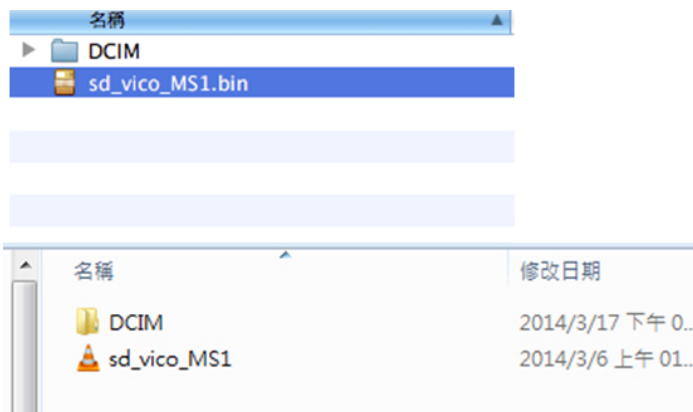 名稱
DCIM
sd_vico_MS1.bin
名稱 修改日期
DCIM 2014/3/17 下午 0...
sd_vico_MS1 2014/3/6 上午 01...